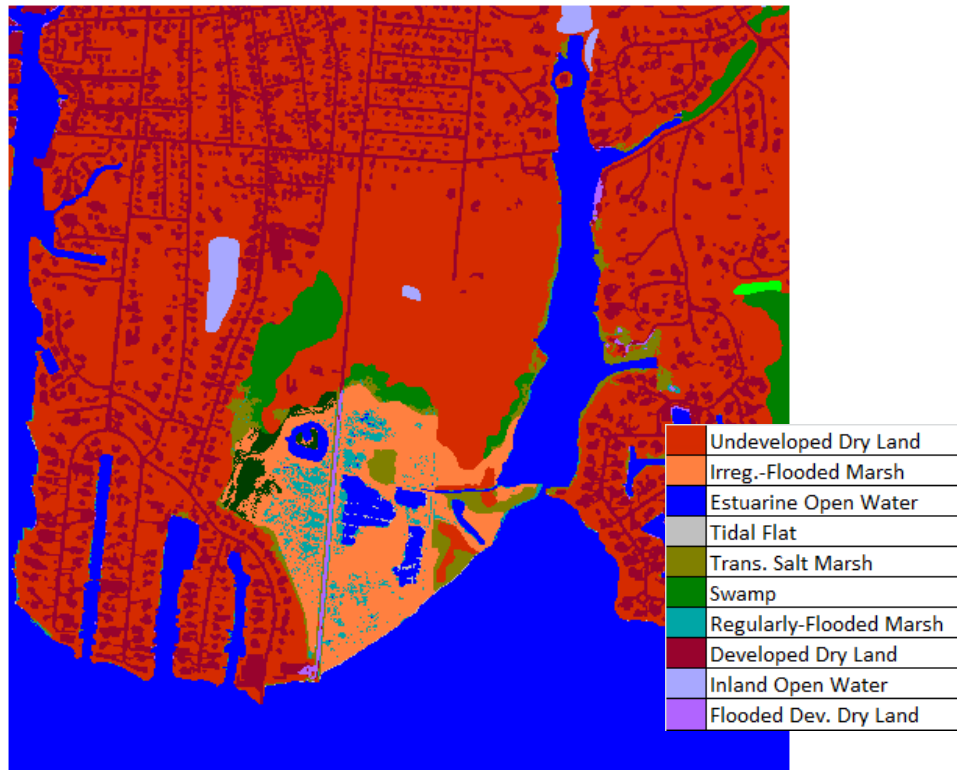 Undeveloped Dry Land
Irreg.-Flooded Marsh
Estuarine Open Water
Tidal Flat
Trans. Salt Marsh
Swamp
Regularly-Flooded Marsh
Developed Dry Land
Inland Open Water
Flooded Dev. Dry Land